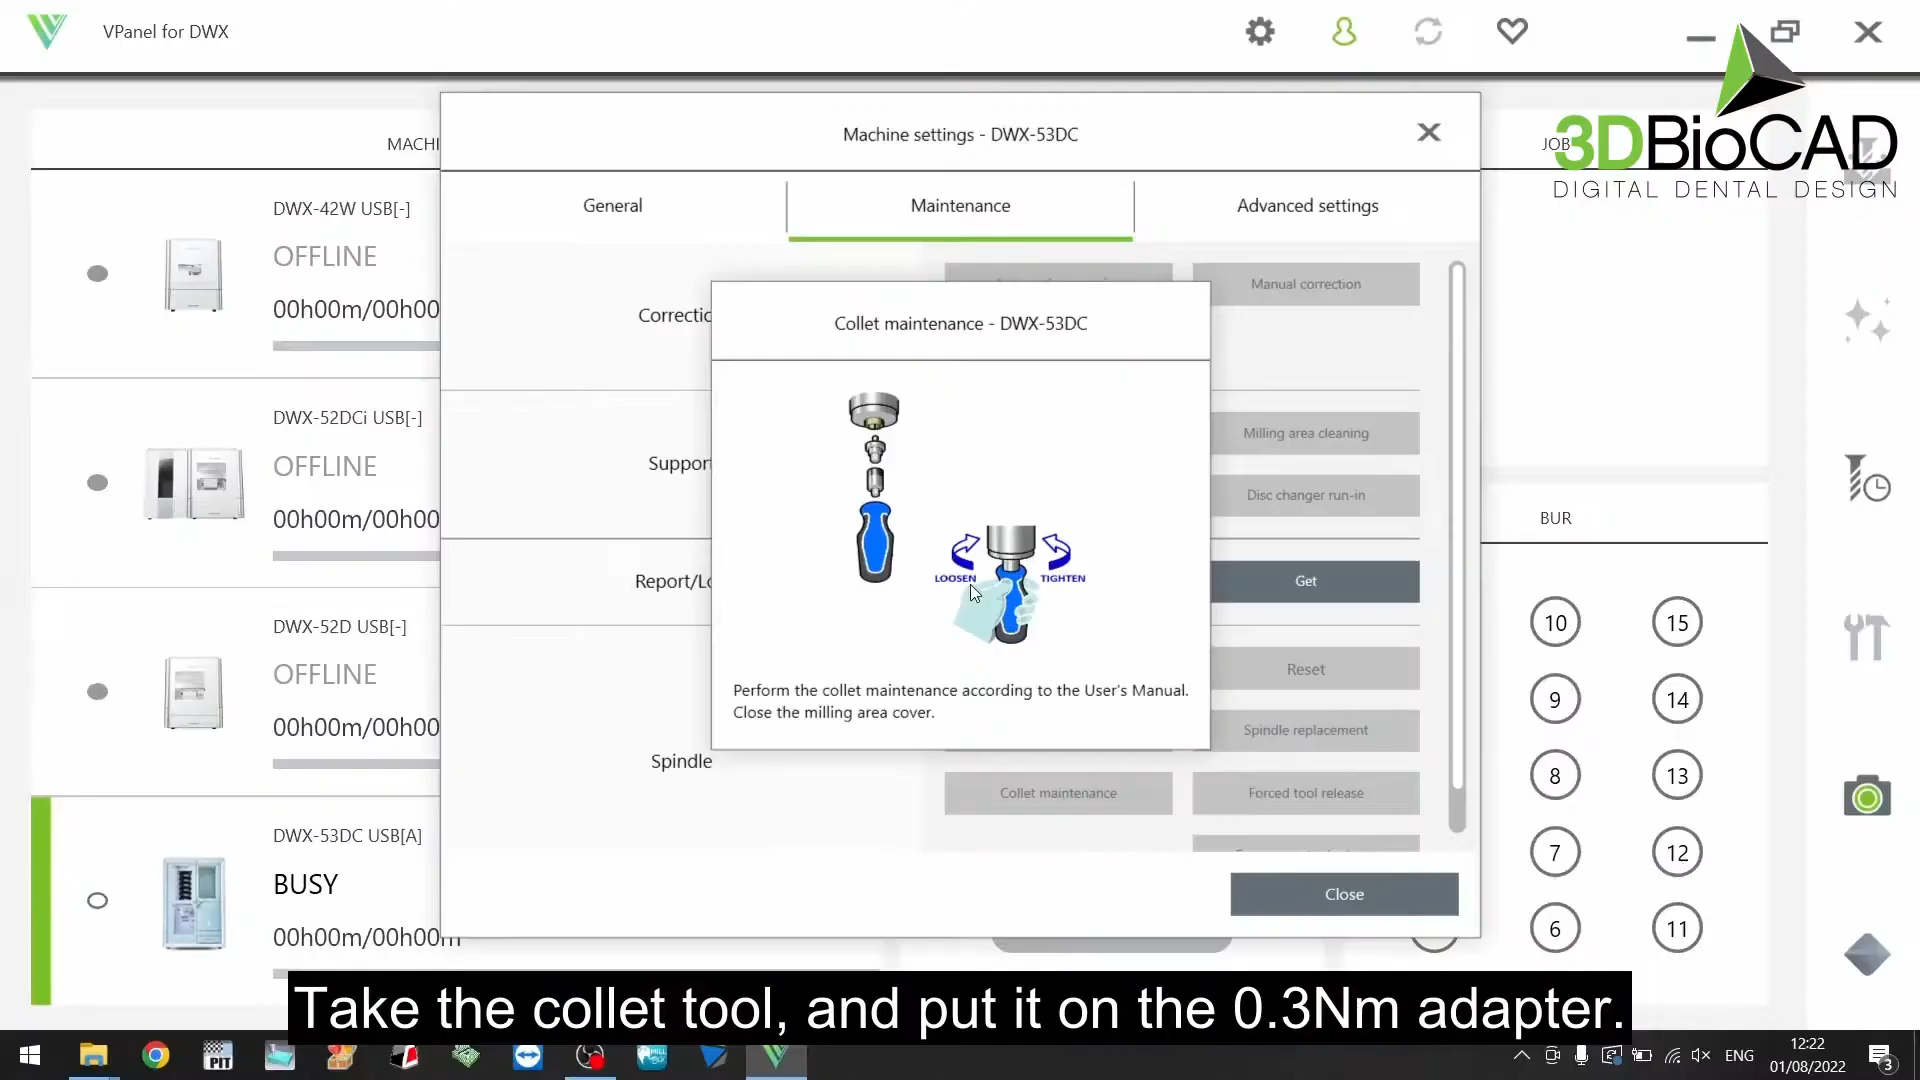 VPanel for DWX
3DBioCAD
DIGITAL DENTAL DESIGN
MACHI
JOB
Machine settings - DWX-53DC
General
Maintenance
Advanced settings
DWX-42W USB[-]
OFFLINE
00h00m/00h00
DWX-52DCi USB[-]
OFFLINE
00h00m/00h00
DWX-52D USB[-]
OFFLINE
00h00m/00h00
DWX-53DC USB[A]
BUSY
00h00m/00h00m
Correctio
Manual correction
Support
Milling area cleaning
Disc changer run-in
Report/Lo
Get
Spindle
Reset
Spindle replacement
Collet maintenance
Forced tool release
Close
Collet maintenance - DWX-53DC
LOOSEN
TIGHTEN
Perform the collet maintenance according to the User's Manual.
Close the milling area cover.
BUR
10 15
9 14
8 13
7 12
6 11
Take the collet tool, and put it on the 0.3Nm adapter.
PIT
MILL
ENG
12:22
01/08/2022
3